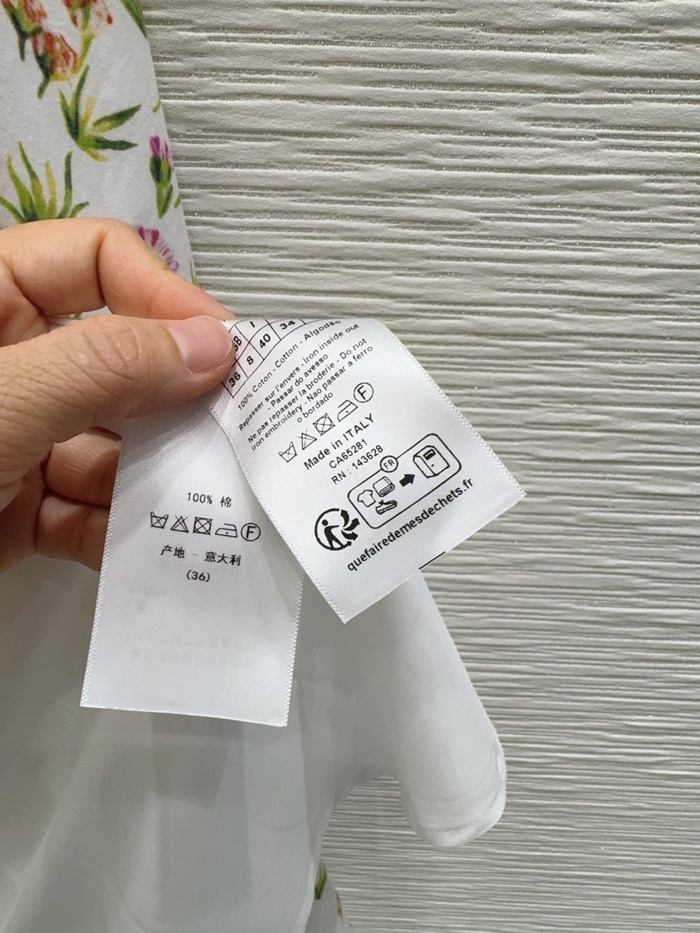 34
8 40
36
100% Coton - Cotton - Algodão
Repasser sur l'envers - Iron inside out
- Passar do avesso
Ne pas repasser la broderie - Do not
iron embroidery - Nao passar a ferro
o bordado
F
Made in ITALY
CA65281
RN : 143628
FR
quefairedemesdechets.fr
100% 棉
F
产地 - 意大利
(36)